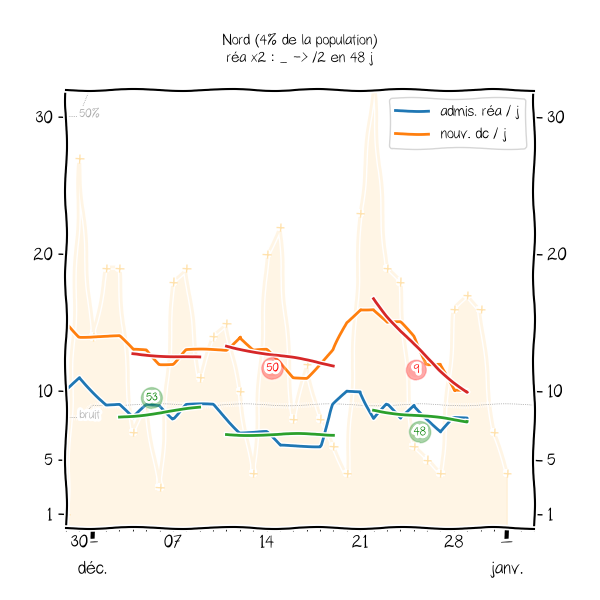 Nord (4% de la population)
réa x2 : _ -> /2 en 48 j
admis. réa / j
nouv. dc / j
30
50%
30
20
20
53
50
9
48
10
10
bruit
5
5
1
1
30
07
14
21
28
déc.
janv.